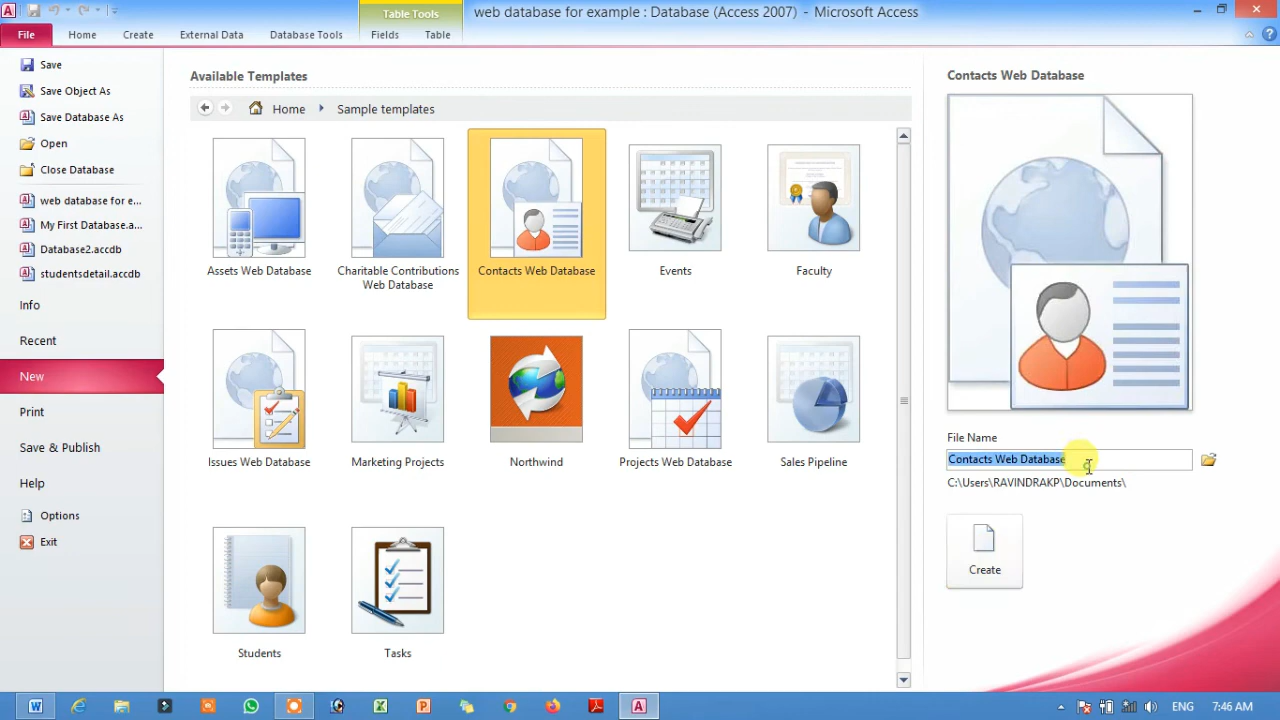 web database for example : Database (Access 2007) - Microsoft Access
Table Tools
File
Home
Create
External Data
Database Tools
Fields
Table
Save
Save Object As
Save Database As
Open
Close Database
web database for e...
My First Database.a...
Database2.accdb
studentsdetail.accdb
Info
Recent
New
Print
Save & Publish
Help
Options
Exit
Available Templates
Home
Sample templates
Assets Web Database
Charitable Contributions
Web Database
Contacts Web Database
Events
Faculty
Issues Web Database
Marketing Projects
Northwind
Projects Web Database
Sales Pipeline
Students
Tasks
Contacts Web Database
File Name
Contacts Web Database
C:\Users\RAVINDRAKP\Documents\
Create
ENG
7:46 AM